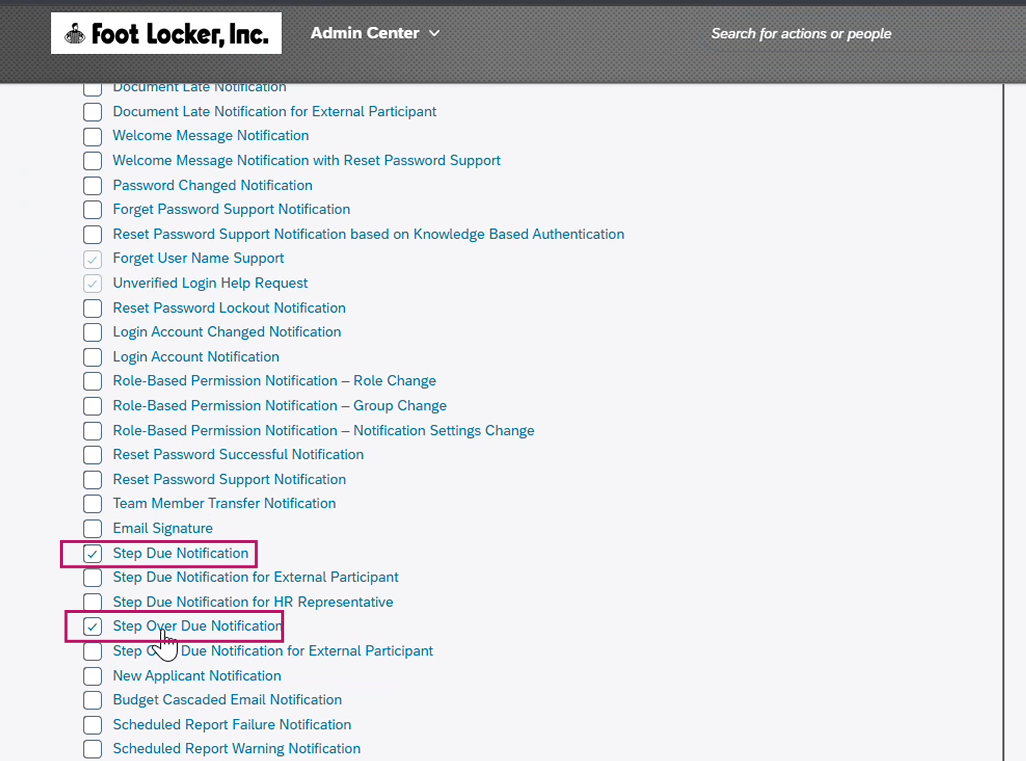 Foot Locker, Inc.
Admin Center
Search for actions or people
Document Late Notification
Document Late Notification for External Participant
Welcome Message Notification
Welcome Message Notification with Reset Password Support
Password Changed Notification
Forget Password Support Notification
Reset Password Support Notification based on Knowledge Based Authentication
Forget User Name Support
Unverified Login Help Request
Reset Password Lockout Notification
Login Account Changed Notification
Login Account Notification
Role-Based Permission Notification – Role Change
Role-Based Permission Notification – Group Change
Role-Based Permission Notification – Notification Settings Change
Reset Password Successful Notification
Reset Password Support Notification
Team Member Transfer Notification
Email Signature
Step Due Notification
Step Due Notification for External Participant
Step Due Notification for HR Representative
Step Over Due Notification
Step Over Due Notification for External Participant
New Applicant Notification
Budget Cascaded Email Notification
Scheduled Report Failure Notification
Scheduled Report Warning Notification